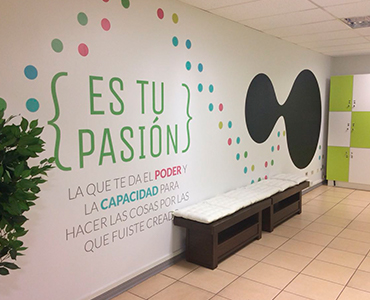 ES TU
PASIÓN
LA QUE TE DA EL PODER Y
LA CAPACIDAD PARA
HACER LAS COSAS POR LAS
QUE FUISTE CREADO